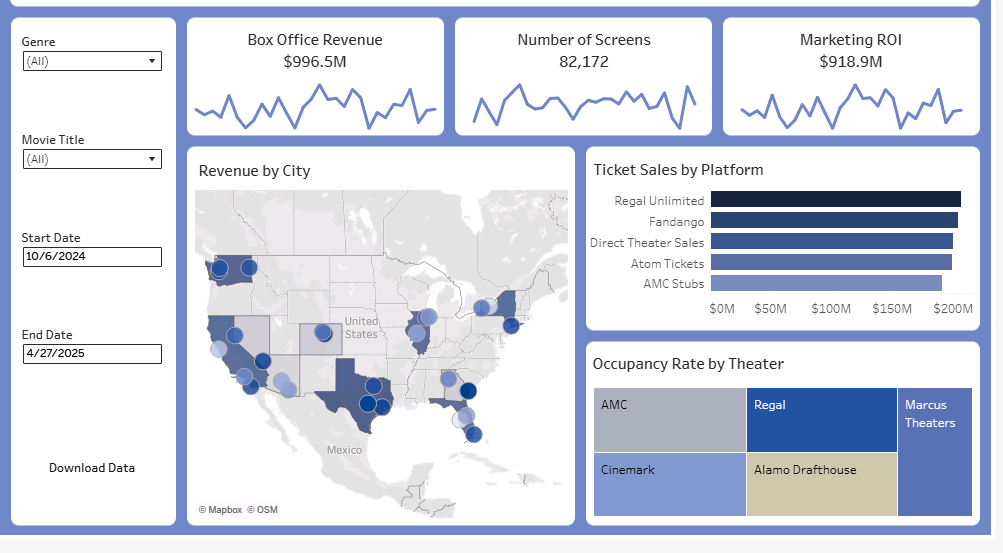 Genre
(All)
Movie Title
(All)
Start Date
10/6/2024
End Date
4/27/2025
Download Data
Box Office Revenue
$996.5M
Number of Screens
82,172
Marketing ROI
$918.9M
Revenue by City
United
States
Mexico
© Mapbox © OSM
Ticket Sales by Platform
Regal Unlimited
Fandango
Direct Theater Sales
Atom Tickets
AMC Stubs
$0M $50M $100M $150M $200M
Occupancy Rate by Theater
AMC
Regal
Marcus
Theaters
Cinemark
Alamo Drafthouse